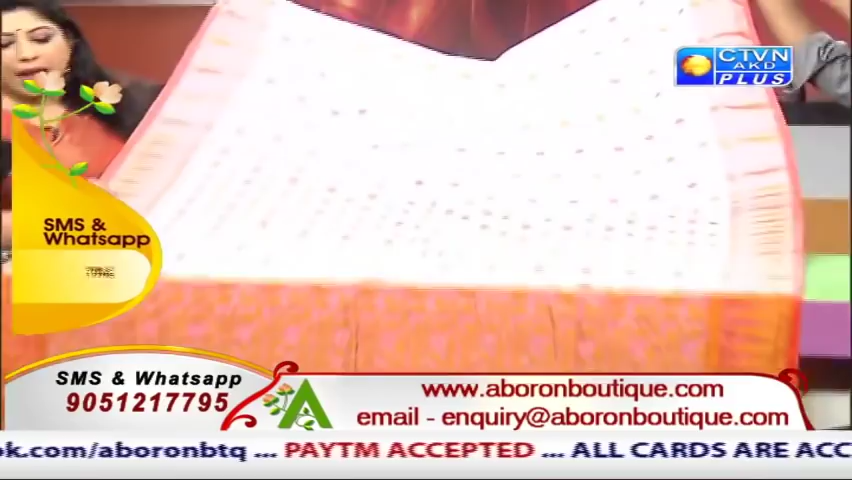 CTVN
AKD
PLUS
SMS &
Whatsapp
SMS & Whatsapp
9051217795
A
www.aboronboutique.com
email - enquiry@aboronboutique.com
ok.com/aboronbtq ... PAYTM ACCEPTED ... ALL CARDS ARE ACC